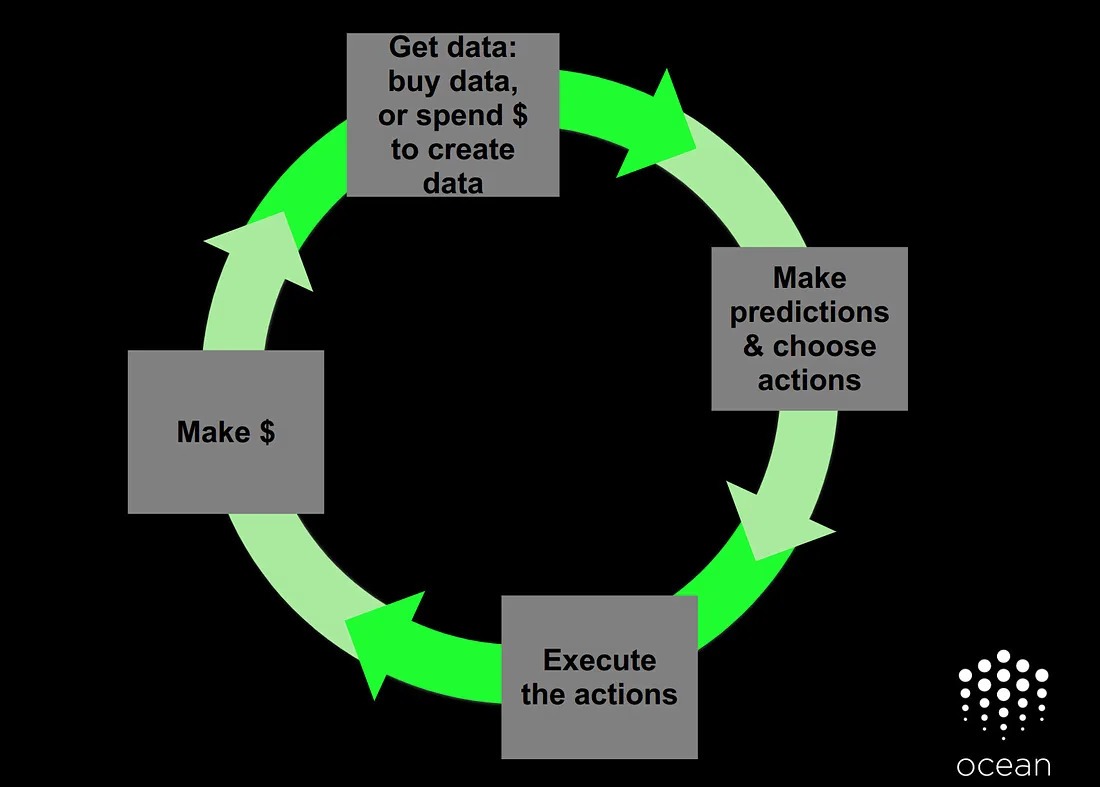 Get data:
buy data,
or spend $
to create
data
Make
predictions
& choose
actions
Make $
Execute
the actions
ocean